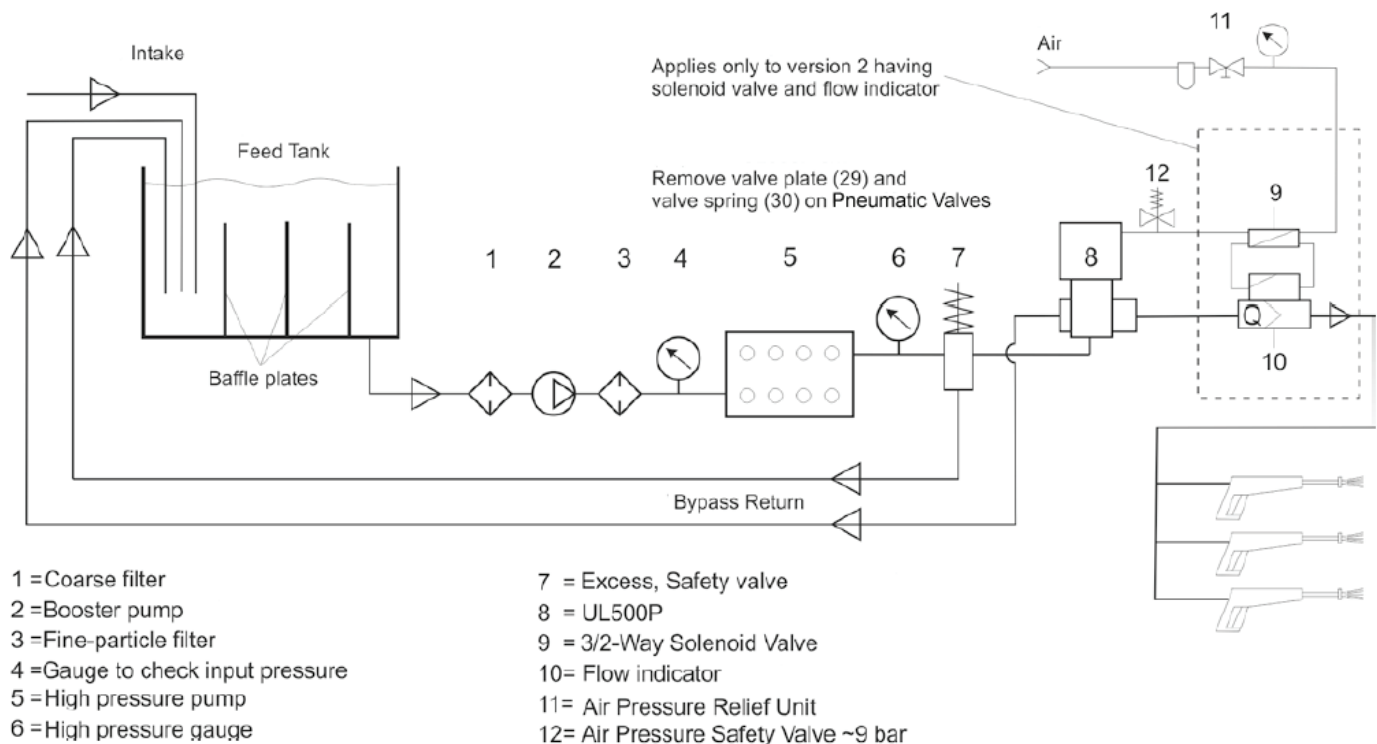 Intake
Feed Tank
Baffle plates
Applies only to version 2 having
solenoid valve and flow indicator
Remove valve plate (29) and
valve spring (30) on Pneumatic Valves
Air
11
12
9
1
2
3
4
5
6
7
8
Q
10
Bypass Return
1 =Coarse filter
2 =Booster pump
3 =Fine-particle filter
4 =Gauge to check input pressure
5 =High pressure pump
6 =High pressure gauge
7 = Excess, Safety valve
8 = UL500P
9 = 3/2-Way Solenoid Valve
10= Flow indicator
11= Air Pressure Relief Unit
12= Air Pressure Safety Valve ~9 bar